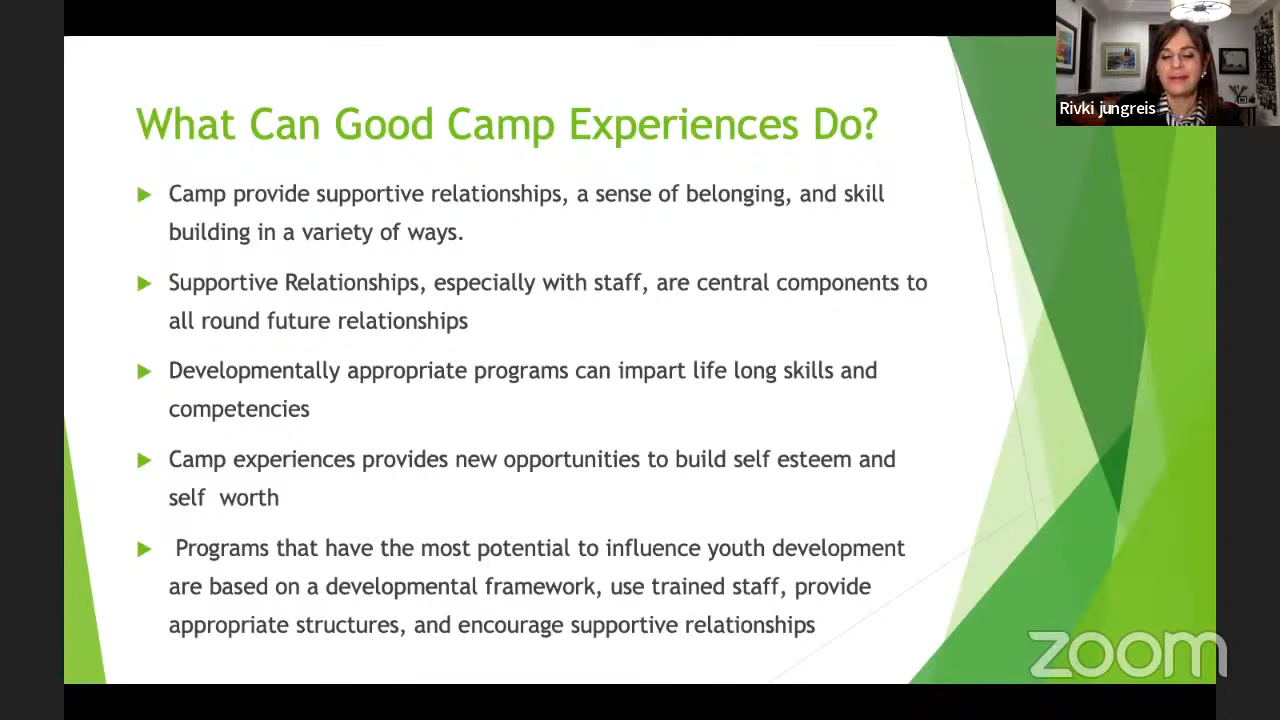 Rivki jungreis
What Can Good Camp Experiences Do?
Camp provide supportive relationships, a sense of belonging, and skill
building in a variety of ways.
Supportive Relationships, especially with staff, are central components to
all round future relationships
Developmentally appropriate programs can impart life long skills and
competencies
Camp experiences provides new opportunities to build self esteem and
self worth
Programs that have the most potential to influence youth development
are based on a developmental framework, use trained staff, provide
appropriate structures, and encourage supportive relationships
zoom